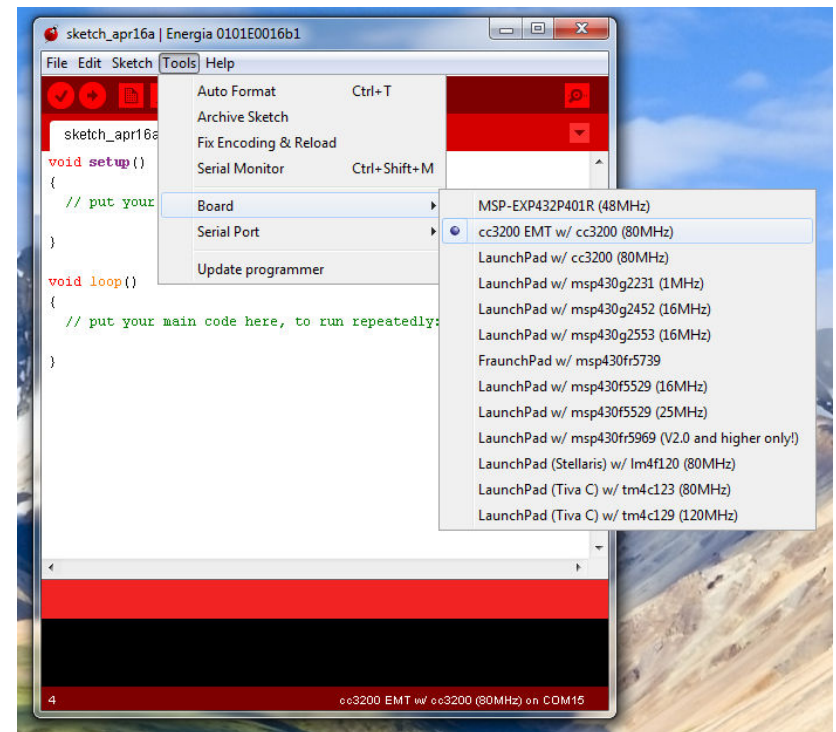 sketch_apr16a | Energia 0101E0016b1
File Edit Sketch Tools Help
Auto Format Ctrl+T
Archive Sketch
Fix Encoding & Reload
Serial Monitor Ctrl+Shift+M
Board
Serial Port
Update programmer
MSP-EXP432P401R (48MHz)
cc3200 EMT w/ cc3200 (80MHz)
LaunchPad w/ cc3200 (80MHz)
LaunchPad w/ msp430g2231 (1MHz)
LaunchPad w/ msp430g2452 (16MHz)
LaunchPad w/ msp430g2553 (16MHz)
FraunchPad w/ msp430fr5739
LaunchPad w/ msp430f5529 (16MHz)
LaunchPad w/ msp430f5529 (25MHz)
LaunchPad w/ msp430fr5969 (V2.0 and higher only!)
LaunchPad (Stellaris) w/ lm4f120 (80MHz)
LaunchPad (Tiva C) w/ tm4c123 (80MHz)
LaunchPad (Tiva C) w/ tm4c129 (120MHz)
sketch_apr16a
void setup()
{
// put your
}
void loop()
{
// put your main code here, to run repeatedly:
}
4 cc3200 EMT w/ cc3200 (80MHz) on COM15